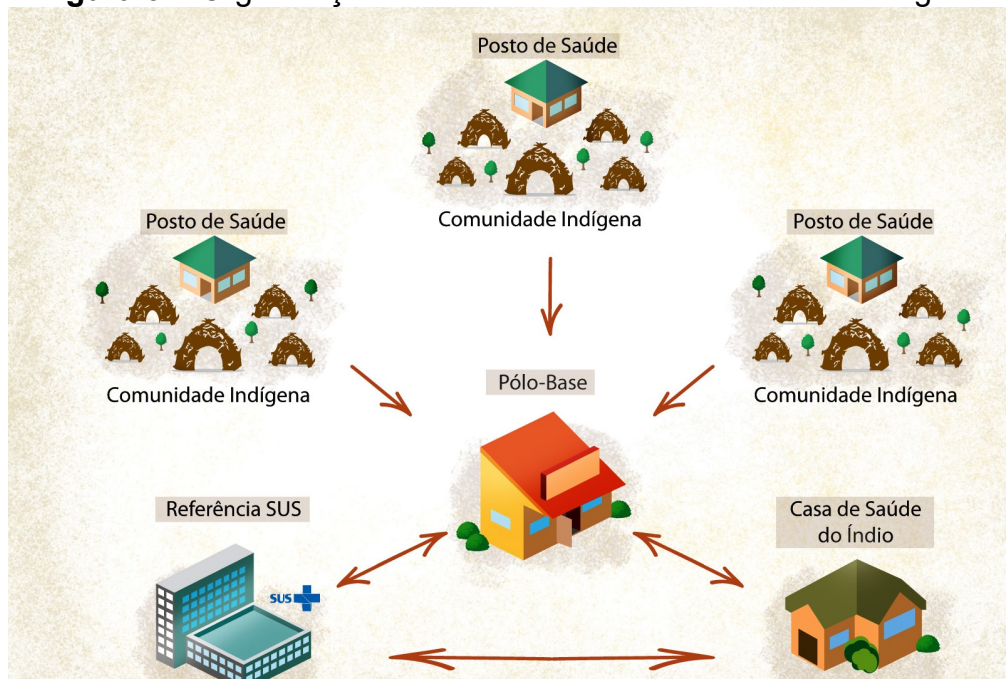 Posto de Saúde
Comunidade Indígena
Posto de Saúde
Comunidade Indígena
Posto de Saúde
Comunidade Indígena
Pólo-Base
Referência SUS
SUS
Casa de Saúde
do Índio